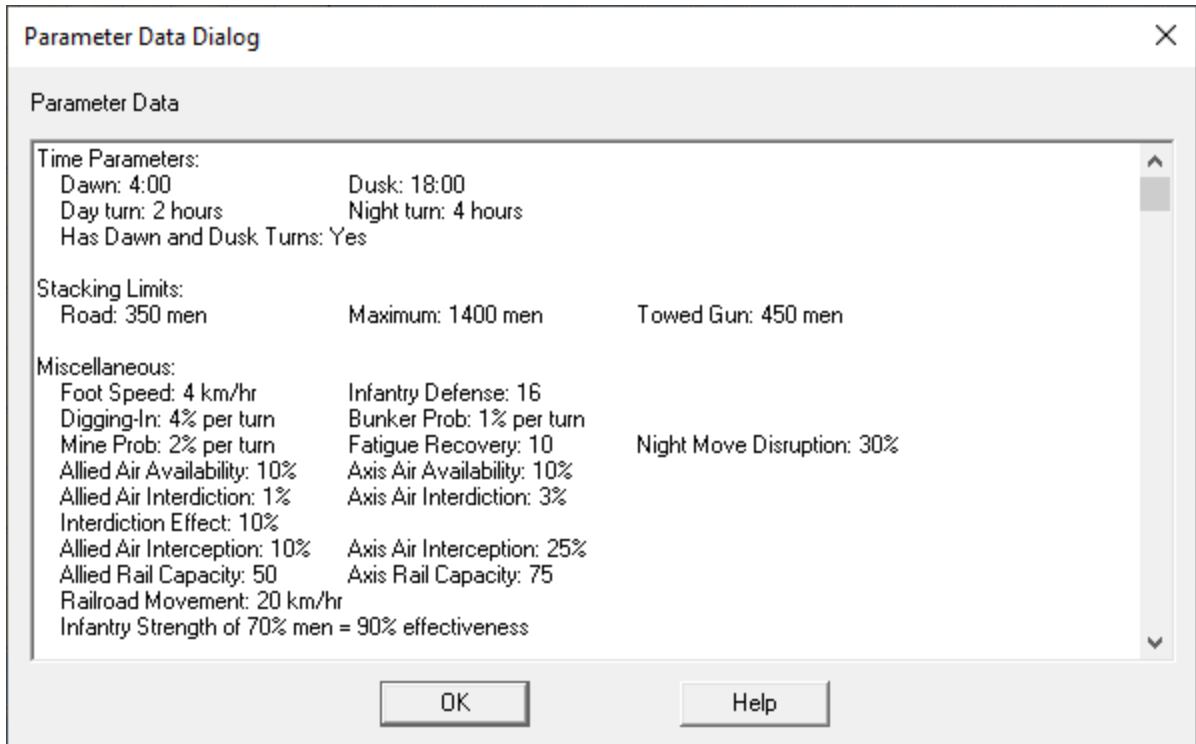 Parameter Data Dialog
Parameter Data
Time Parameters:
Dawn: 4:00 Dusk: 18:00
Day turn: 2 hours Night turn: 4 hours
Has Dawn and Dusk Turns: Yes
Stacking Limits:
Road: 350 men Maximum: 1400 men Towed Gun: 450 men
Miscellaneous:
Foot Speed: 4 km/hr Infantry Defense: 16
Digging-In: 4% per turn Bunker Prob: 1% per turn
Mine Prob: 2% per turn Fatigue Recovery: 10 Night Move Disruption: 30%
Allied Air Availability: 10% Axis Air Availability: 10%
Allied Air Interdiction: 1% Axis Air Interdiction: 3%
Interdiction Effect: 10%
Allied Air Interception: 10% Axis Air Interception: 25%
Allied Rail Capacity: 50 Axis Rail Capacity: 75
Railroad Movement: 20 km/hr
Infantry Strength of 70% men = 90% effectiveness
OK Help